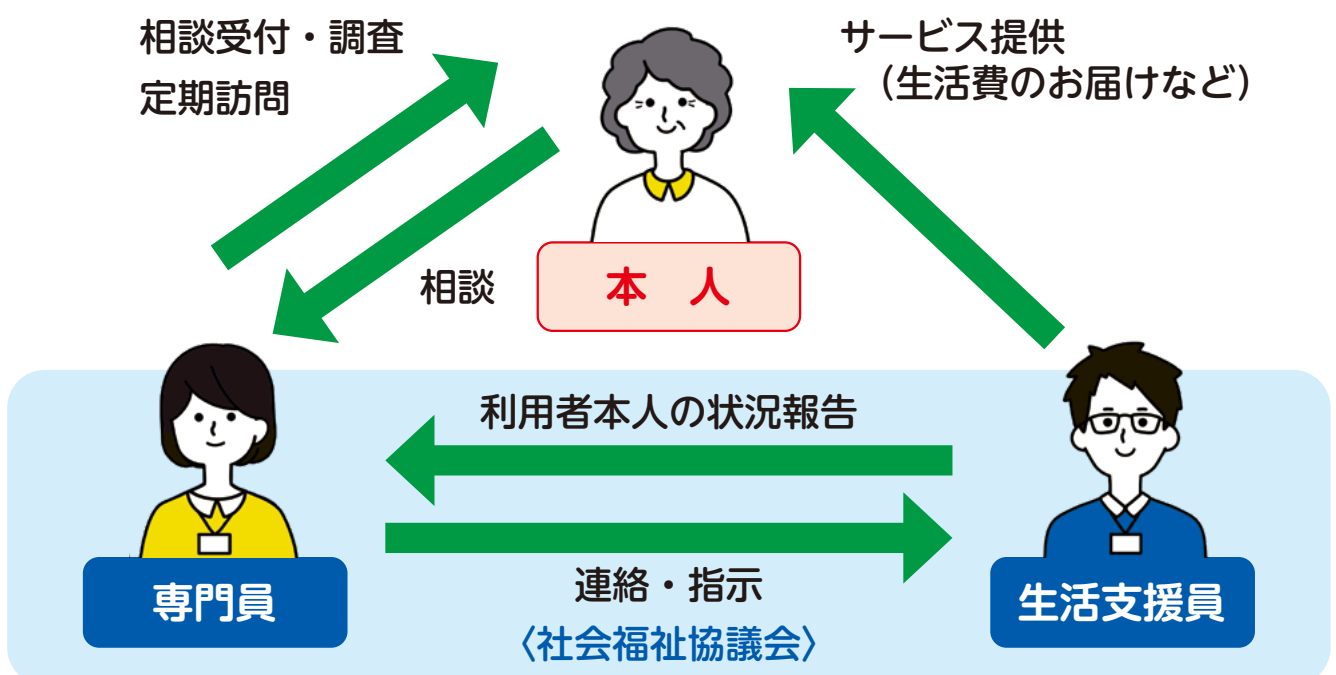 相談受付・調査
定期訪問
サービス提供
（生活費のお届けなど）
相談
本　人
利用者本人の状況報告
連絡・指示
専門員
生活支援員
〈社会福祉協議会〉